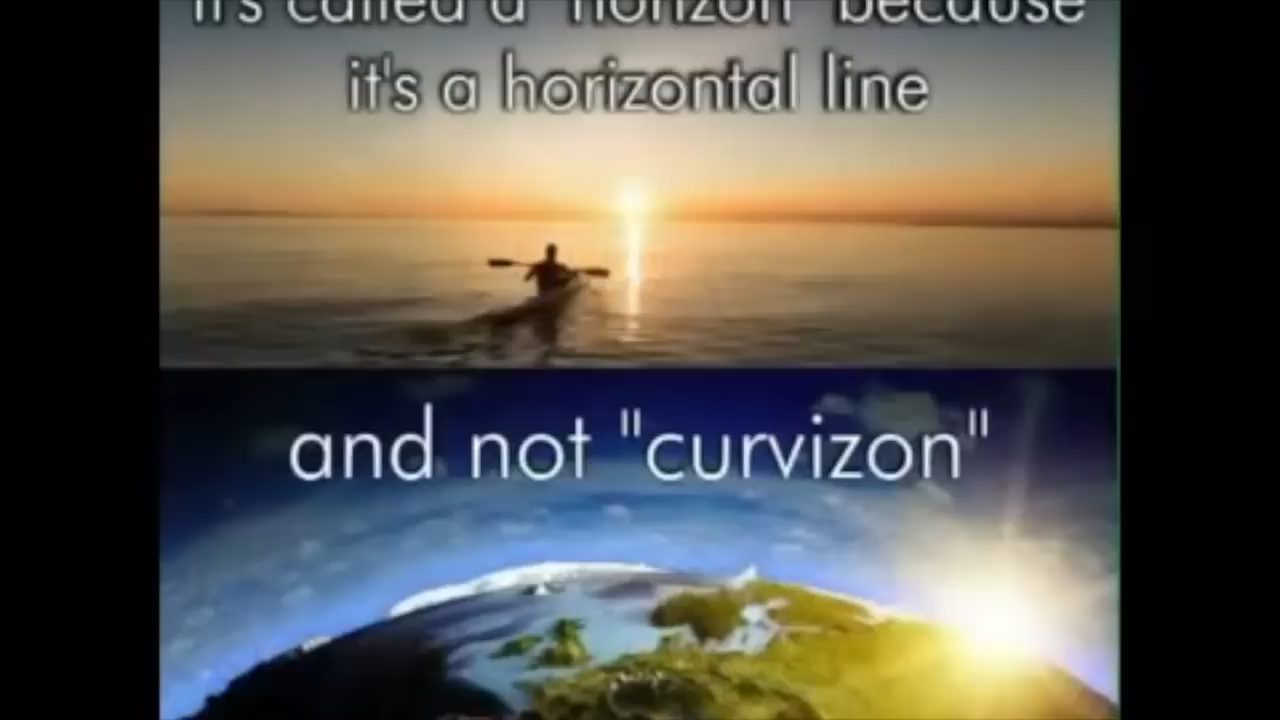 it's called a "horizon" because
it's a horizontal line
and not "curvizon"